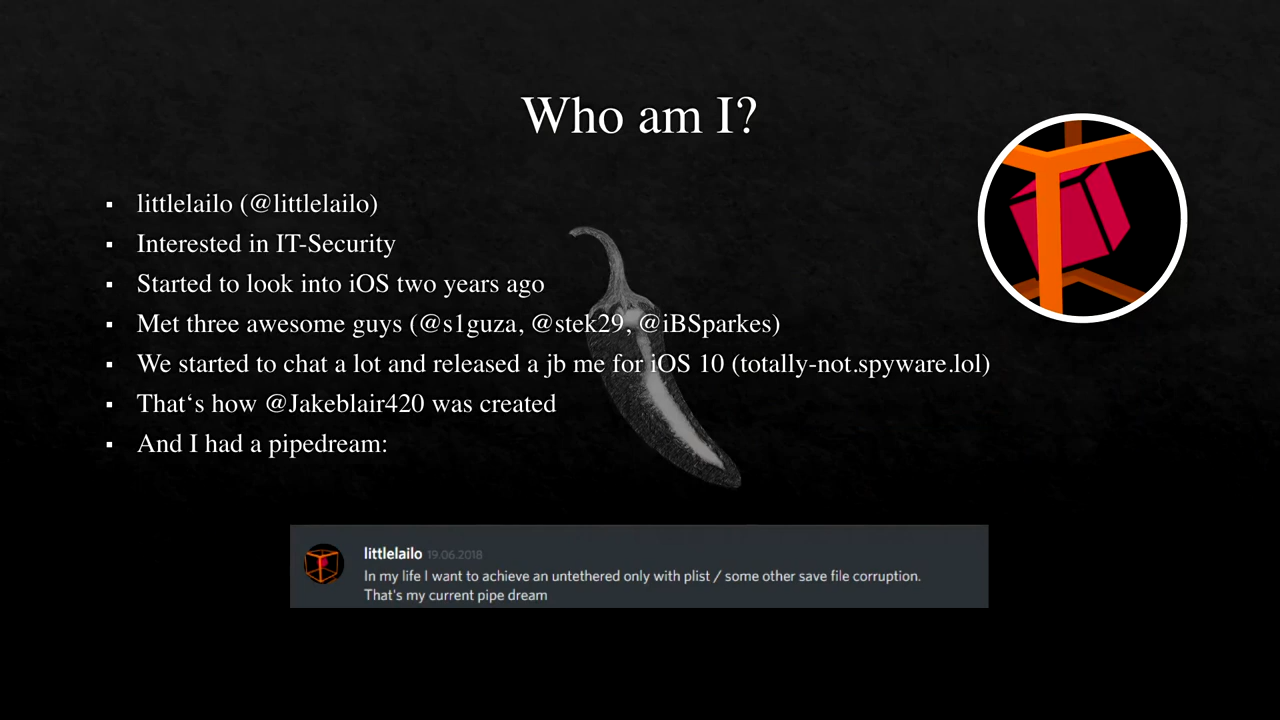 Who am I?
littlelailo (@littlelailo)
Interested in IT-Security
Started to look into iOS two years ago
Met three awesome guys (@s1guza, @stek29, @iBSparkes)
We started to chat a lot and released a jb me for iOS 10 (totally-not.spyware.lol)
That‘s how @Jakeblair420 was created
And I had a pipedream:
littlelailo 19.06.2018
In my life I want to achieve an untethered only with plist / some other save file corruption.
That's my current pipe dream